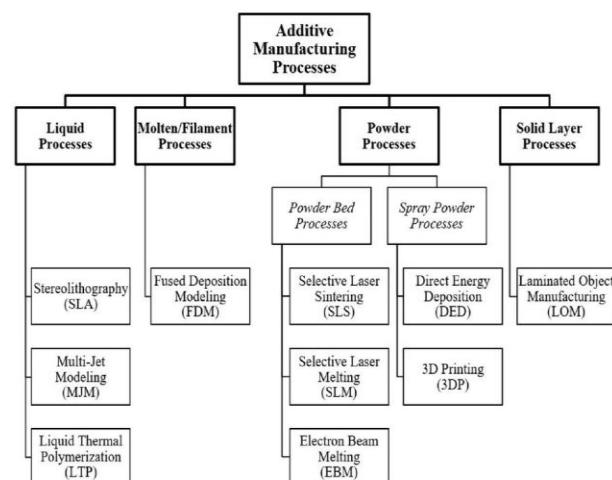 Additive
Manufacturing
Processes
Liquid
Processes
Molten/Filament
Processes
Powder
Processes
Solid Layer
Processes
Powder Bed
Processes
Spray Powder
Processes
Stereolithography
(SLA)
Fused Deposition
Modeling
(FDM)
Selective Laser
Sintering
(SLS)
Direct Energy
Deposition
(DED)
Laminated Object
Manufacturing
(LOM)
Multi-Jet
Modeling
(MJM)
Selective Laser
Melting
(SLM)
3D Printing
(3DP)
Liquid Thermal
Polymerization
(LTP)
Electron Beam
Melting
(EBM)